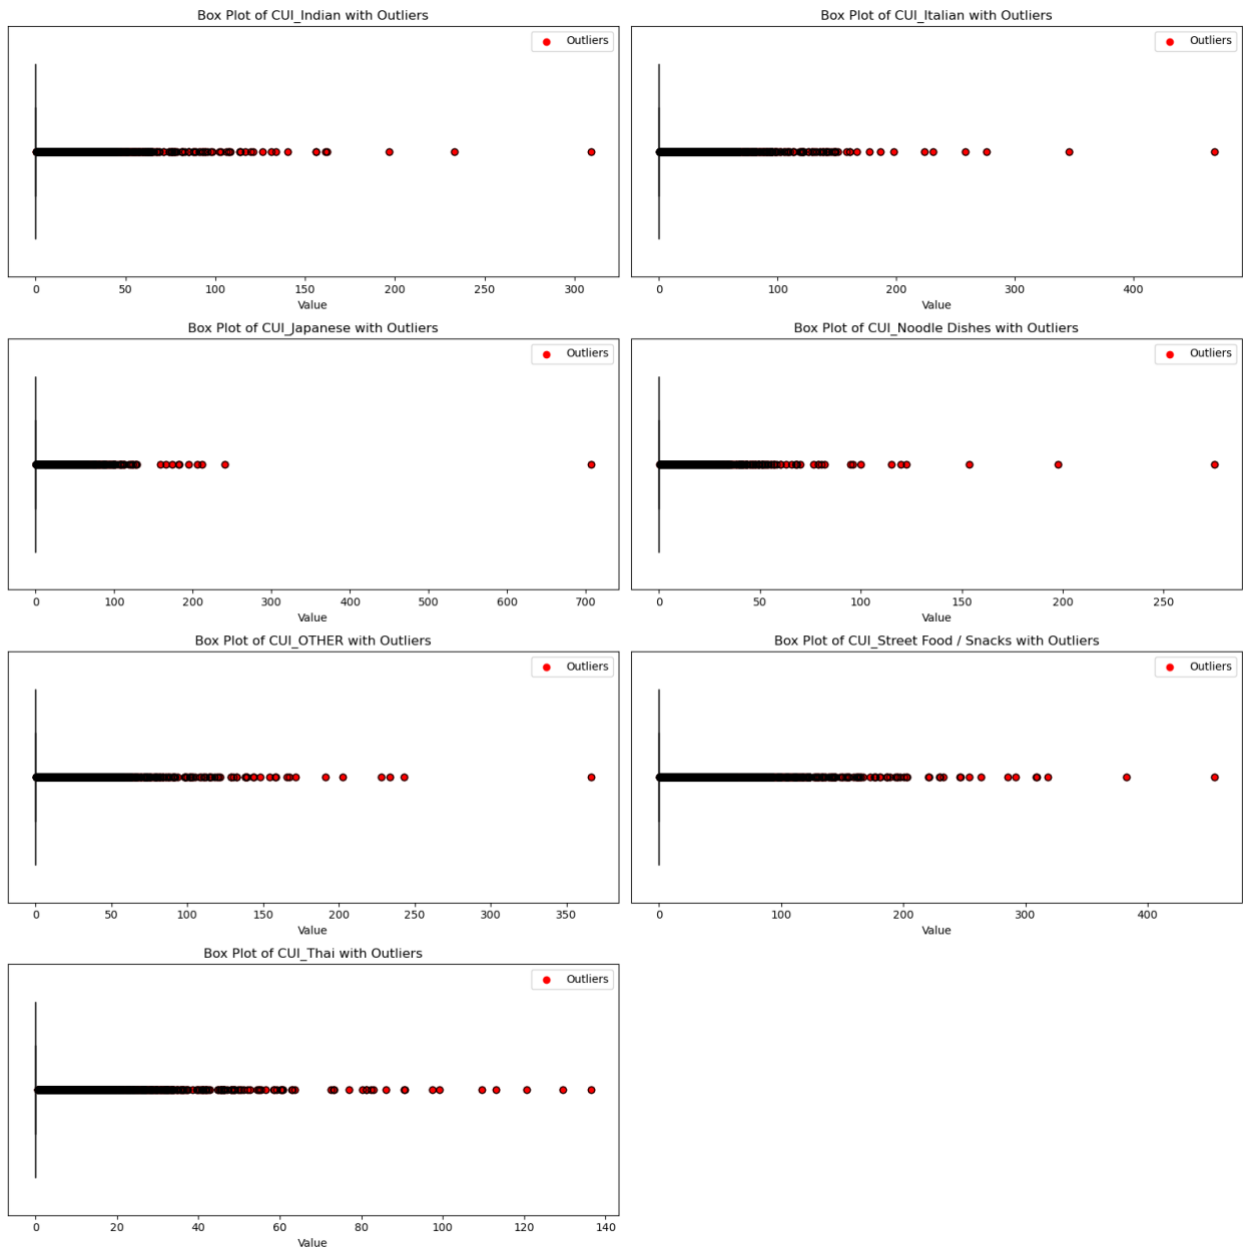 Box Plot of CUI_Indian with Outliers
Outliers
0 50 100 150 200 250 300
Value
Box Plot of CUI_Italian with Outliers
Outliers
0 100 200 300 400
Value
Box Plot of CUI_Japanese with Outliers
Outliers
0 100 200 300 400 500 600 700
Value
Box Plot of CUI_Noodle Dishes with Outliers
Outliers
0 50 100 150 200 250
Value
Box Plot of CUI_OTHER with Outliers
Outliers
0 50 100 150 200 250 300 350
Value
Box Plot of CUI_Street Food / Snacks with Outliers
Outliers
0 100 200 300 400
Value
Box Plot of CUI_Thai with Outliers
Outliers
0 20 40 60 80 100 120 140
Value